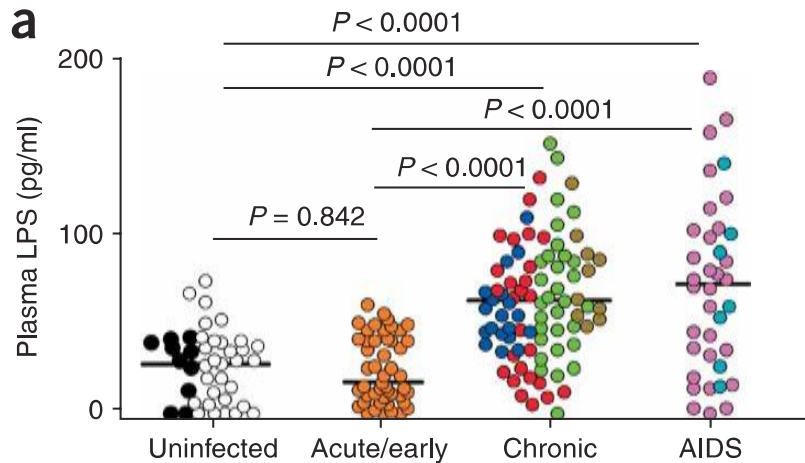 a
P < 0.0001
200
P < 0.0001
P < 0.0001
P < 0.0001
P = 0.842
100
0
Plasma LPS (pg/ml)
Uninfected Acute/early Chronic AIDS